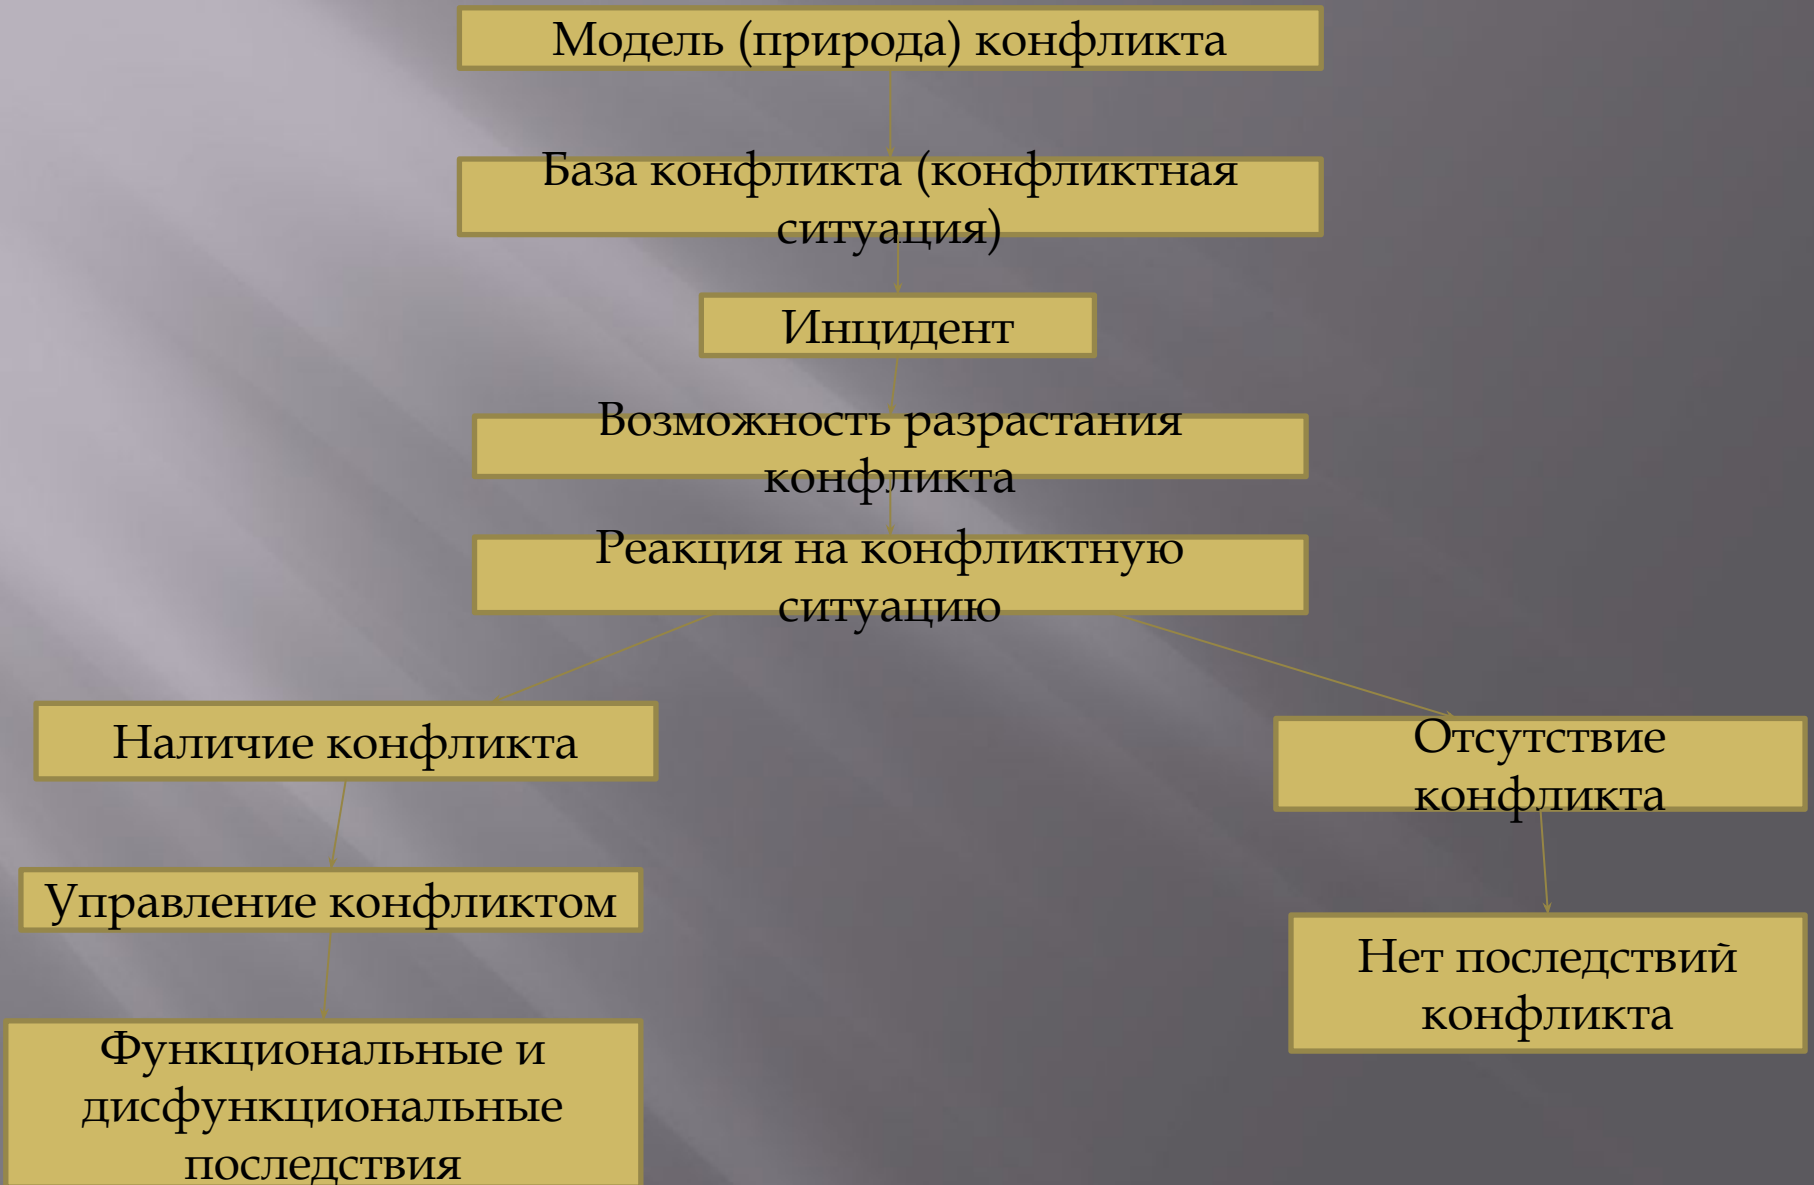 Модель (природа) конфликта
База конфликта (конфликтная
ситуация)
Инцидент
Возможность разрастания
конфликта
Реакция на конфликтную
ситуацию
Наличие конфликта
Отсутствие
конфликта
Управление конфликтом
Нет последствий
конфликта
Функциональные и
дисфункциональные
последствия